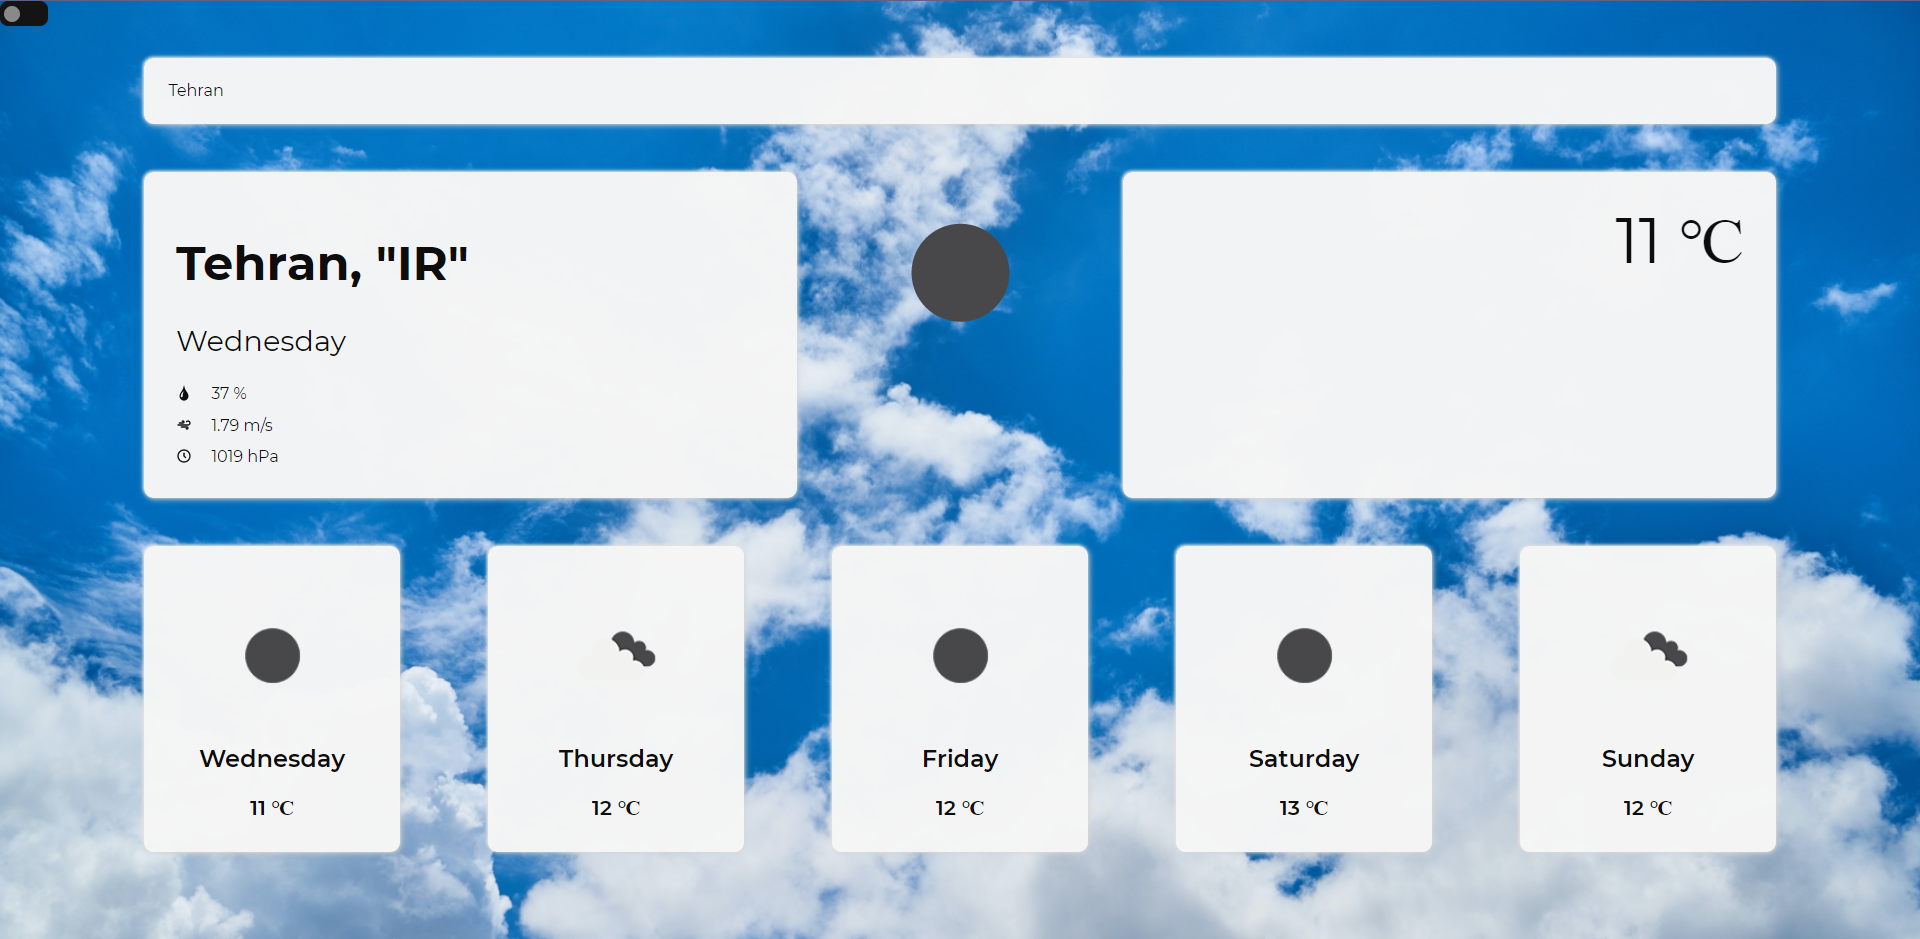 Tehran
Tehran, "IR"
Wednesday
37 %
1.79 m/s
1019 hPa
11 °C
Wednesday
11 °C
Thursday
12 °C
Friday
12 °C
Saturday
13 °C
Sunday
12 °C